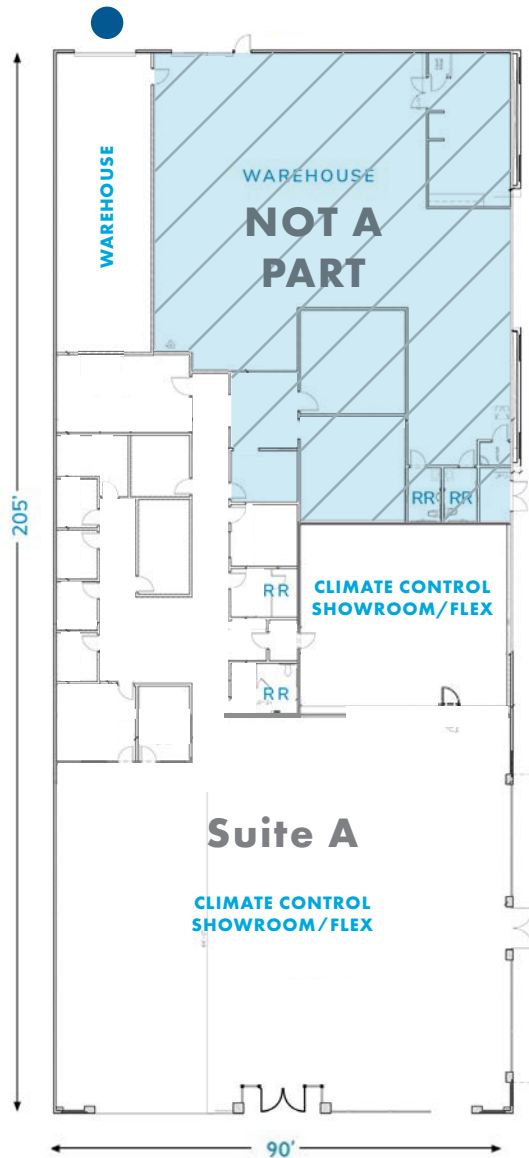 WAREHOUSE
WAREHOUSE
NOT A
PART
205'
RR
RR
RR
CLIMATE CONTROL
SHOWROOM/FLEX
RR
Suite A
CLIMATE CONTROL
SHOWROOM/FLEX
90'